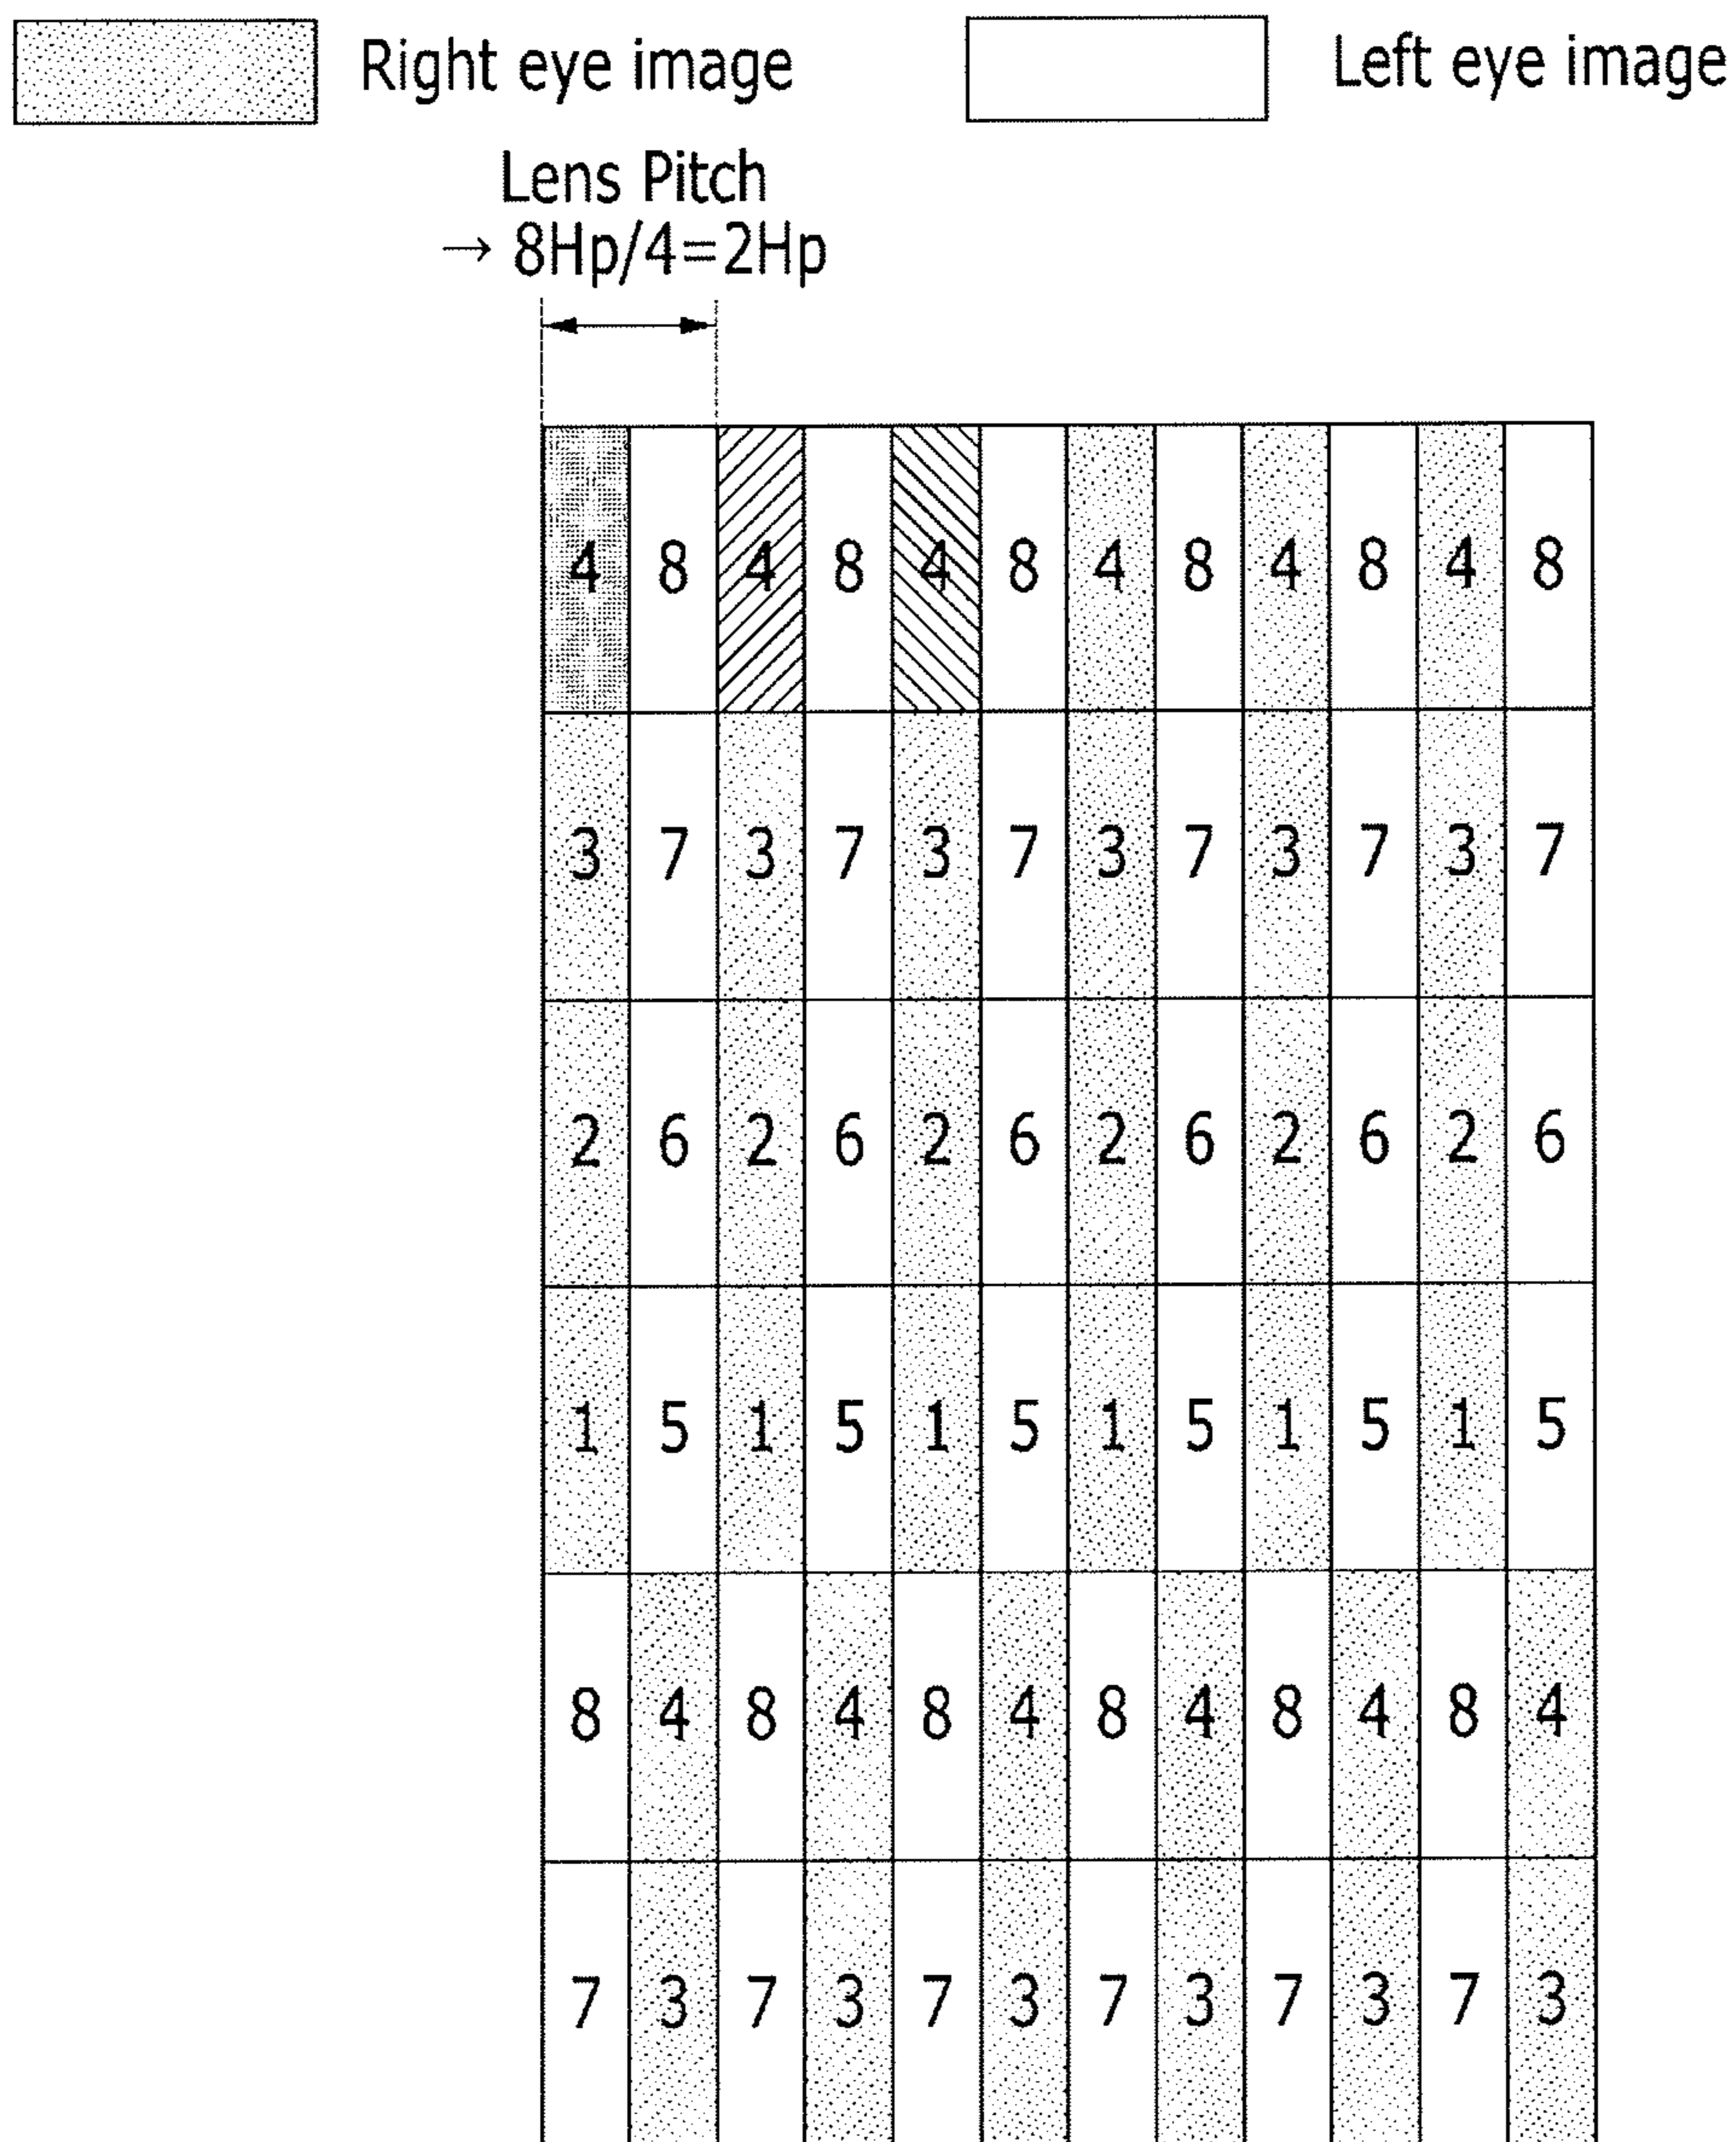 Right eye image
Left eye image
Lens Pitch
→ 8Hp/4=2Hp
4 8 4 8 4 8 4 8 4 8 4 8
3 7 3 7 3 7 3 7 3 7 3 7
2 6 2 6 2 6 2 6 2 6 2 6
1 5 1 5 1 5 1 5 1 5 1 5
8 4 8 4 8 4 8 4 8 4 8 4
7 3 7 3 7 3 7 3 7 3 7 3